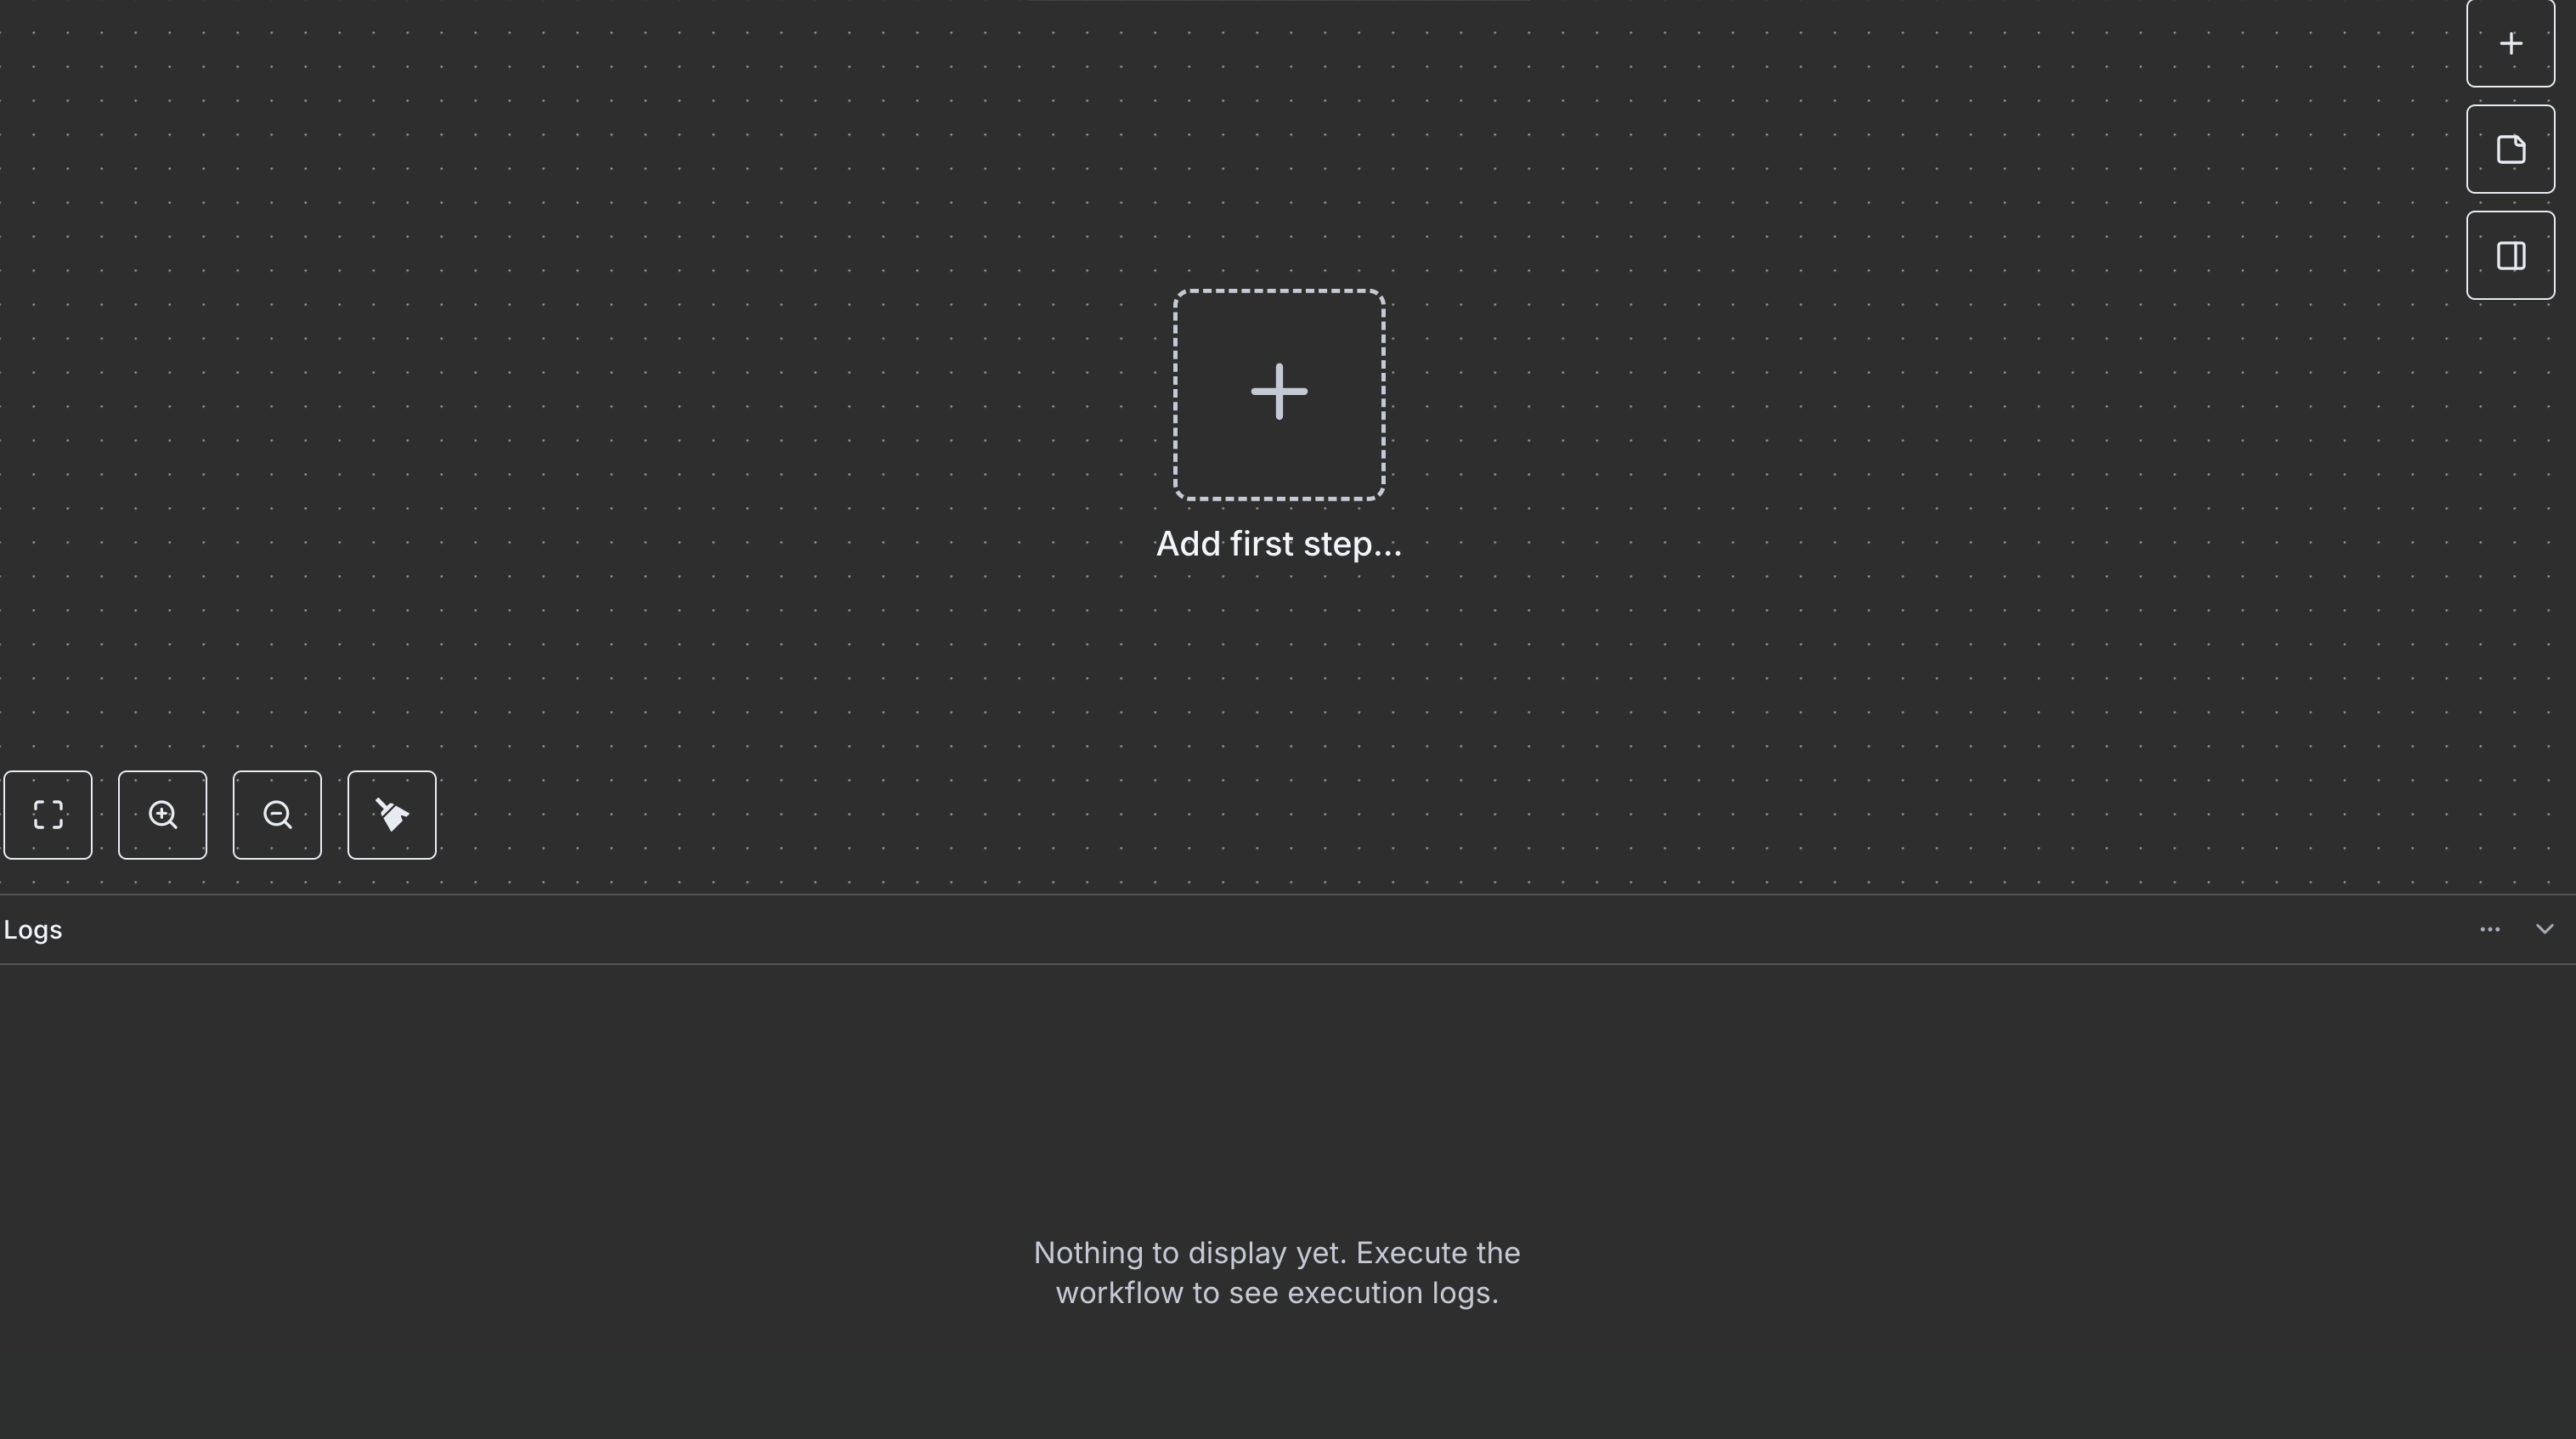 Add first step...
Logs
Nothing to display yet. Execute the
workflow to see execution logs.